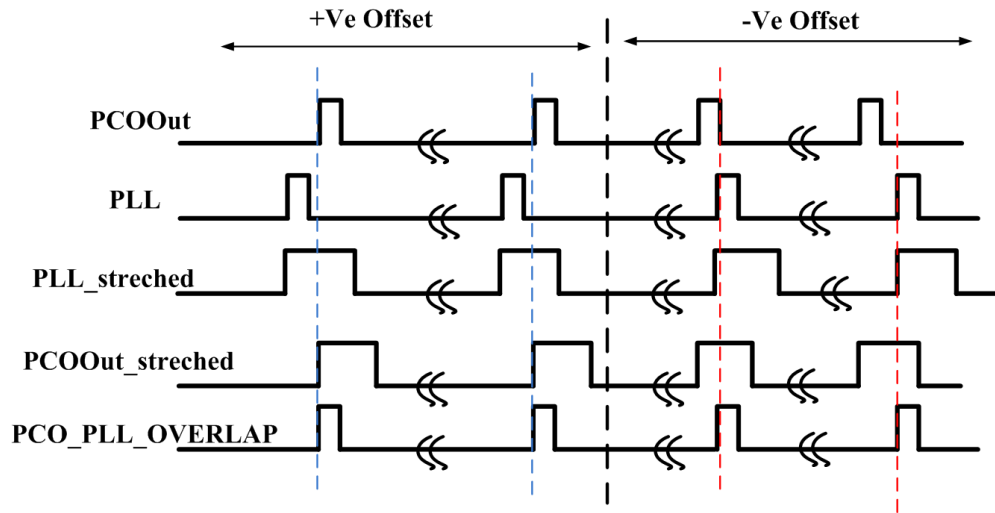 +Ve Offset
-Ve Offset
PCOOut
PLL
PLL_streched
PCOOut_streched
PCO_PLL_OVERLAP